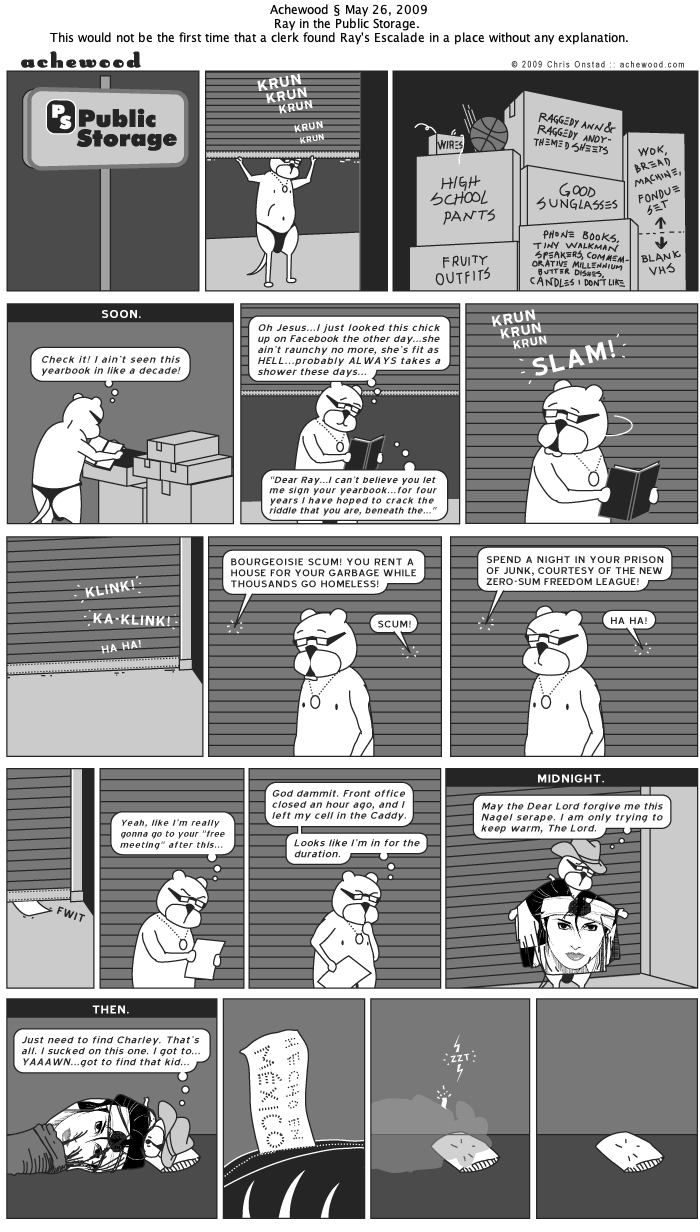 Achewood § May 26, 2009
Ray in the Public Storage.
This would not be the first time that a clerk found Ray's Escalade in a place without any explanation.
achewood
© 2009 Chris Onstad :: achewood.com
PS Public
Storage
KRUN
KRUN
KRUN
KRUN
KRUN
WIRES
HIGH
SCHOOL
PANTS
FRUITY
OUTFITS
RAGGEDY ANN &
RAGGEDY ANDY-
THEMED SHEETS
GOOD
SUNGLASSES
PHONE BOOKS,
TINY WALKMAN
SPEAKERS, COMMEM-
ORATIVE MILLENNIUM
BUTTER DISHES,
CANDLES I DON'T LIKE
WOK,
BREAD
MACHINE,
FONDUE
SET
BLANK
VHS
SOON.
Check it! I ain't seen this
yearbook in like a decade!
Oh Jesus...I just looked this chick
up on Facebook the other day...she
ain't raunchy no more, she's fit as
HELL...probably ALWAYS takes a
shower these days...
"Dear Ray...I can't believe you let
me sign your yearbook...for four
years I have hoped to crack the
riddle that you are, beneath the..."
KRUN
KRUN
KRUN
SLAM!
KLINK!
KA-KLINK!
HA HA!
BOURGEOISIE SCUM! YOU RENT A
HOUSE FOR YOUR GARBAGE WHILE
THOUSANDS GO HOMELESS!
SCUM!
SPEND A NIGHT IN YOUR PRISON
OF JUNK, COURTESY OF THE NEW
ZERO-SUM FREEDOM LEAGUE!
HA HA!
FWIT
Yeah, like I'm really
gonna go to your "free
meeting" after this...
God dammit. Front office
closed an hour ago, and I
left my cell in the Caddy.
Looks like I'm in for the
duration.
MIDNIGHT.
May the Dear Lord forgive me this
Nagel serape. I am only trying to
keep warm, The Lord.
THEN.
Just need to find Charley. That's
all. I sucked on this one. I got to...
YAAAWN...got to find that kid...
HECHO EN
MEXICO
ZZT